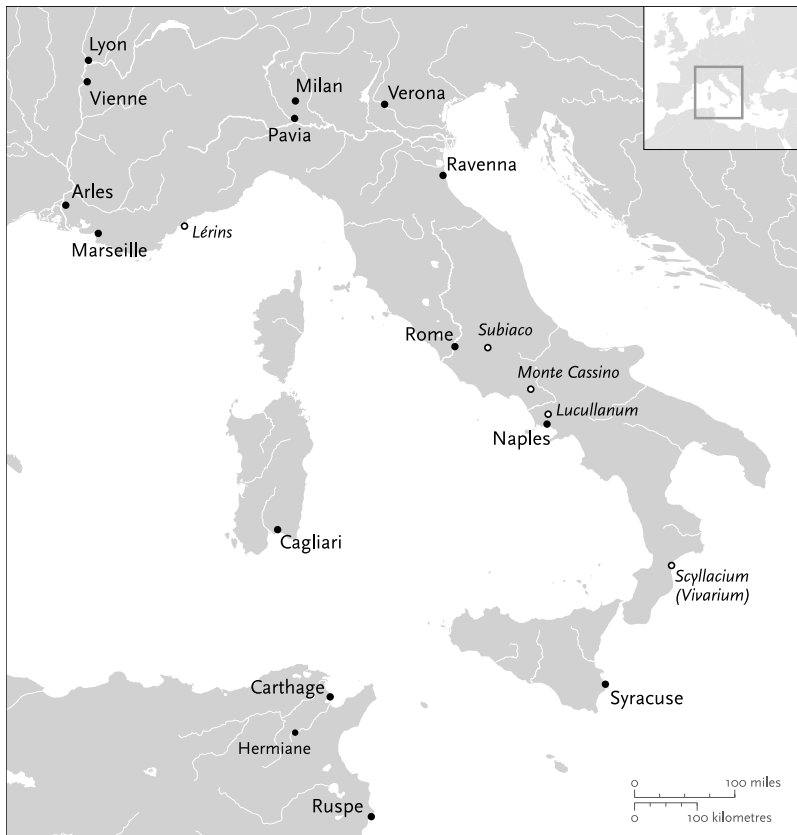 Lyon
Vienne
Milan
Verona
Pavia
Ravenna
Arles
Marseille
Lérins
Rome
Subiaco
Monte Cassino
Lucullanum
Naples
Cagliari
Scyllacium
(Vivarium)
Carthage
Syracuse
Hermiane
Ruspe
0 100 miles
0 100 kilometres